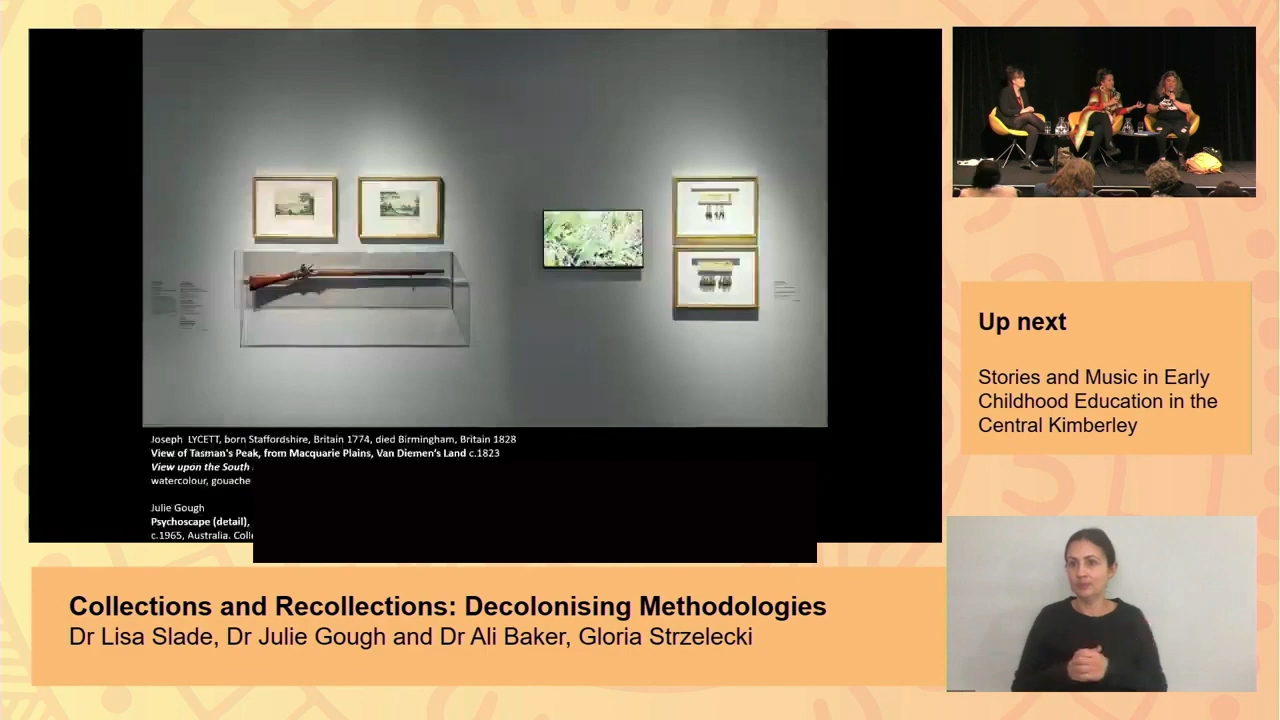 Joseph LYCETT, born Staffordshire, Britain 1774, died Birmingham, Britain 1828
View of Tasman's Peak, from Macquarie Plains, Van Diemen's Land c.1823
View upon the South
watercolour, gouache
Julie Gough
Psychoscape (detail),
c.1965, Australia.
Up next
Stories and Music in Early
Childhood Education in the
Central Kimberley
Collections and Recollections: Decolonising Methodologies
Dr Lisa Slade, Dr Julie Gough and Dr Ali Baker, Gloria Strzelecki